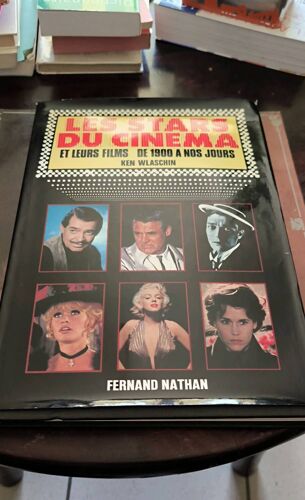 LES STARS
DU CINEMA
ET LEURS FILMS DE 1900 A NOS JOURS
KEN WLASCHIN
FERNAND NATHAN